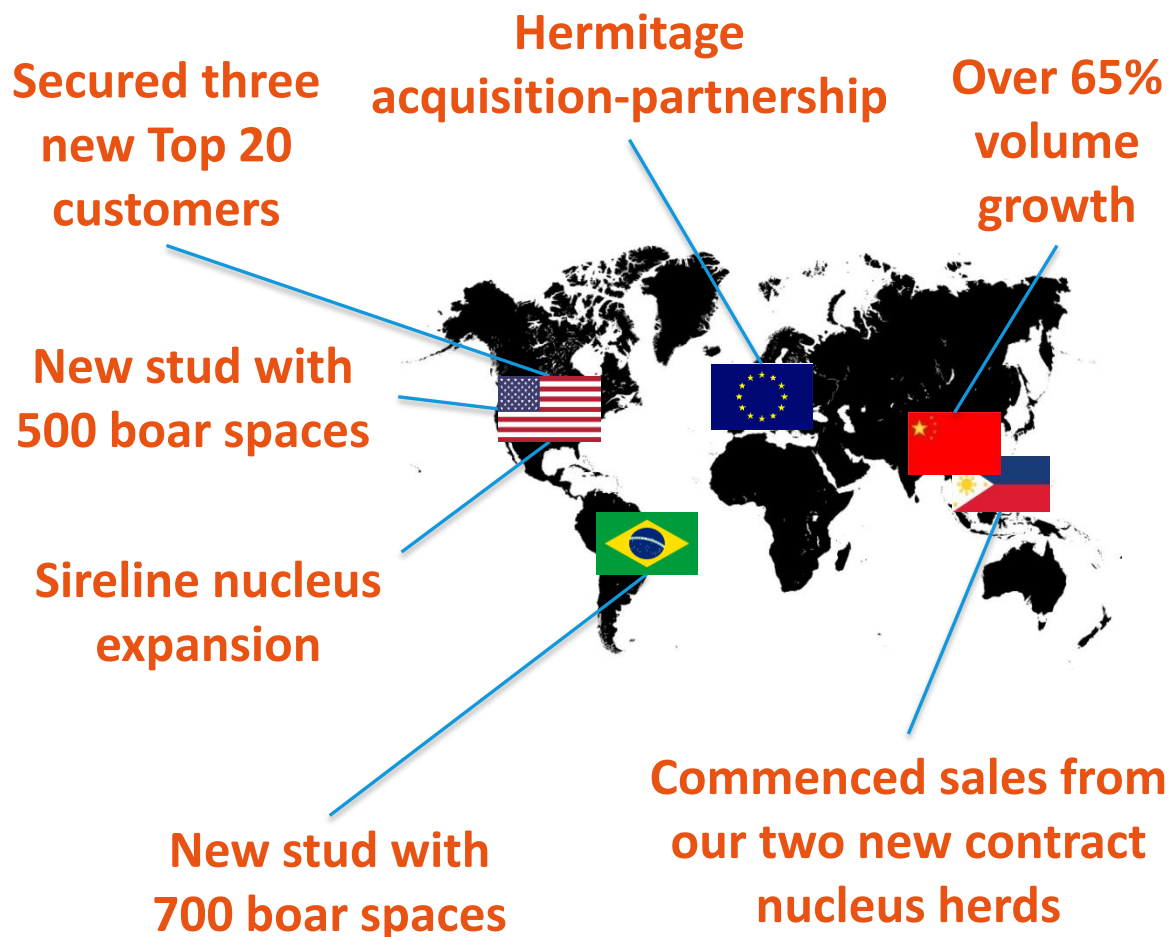 Hermitage
acquisition-partnership
Secured three
new Top 20
customers
Over 65%
volume
growth
New stud with
500 boar spaces
Sireline nucleus
expansion
New stud with
700 boar spaces
Commenced sales from
our two new contract
nucleus herds